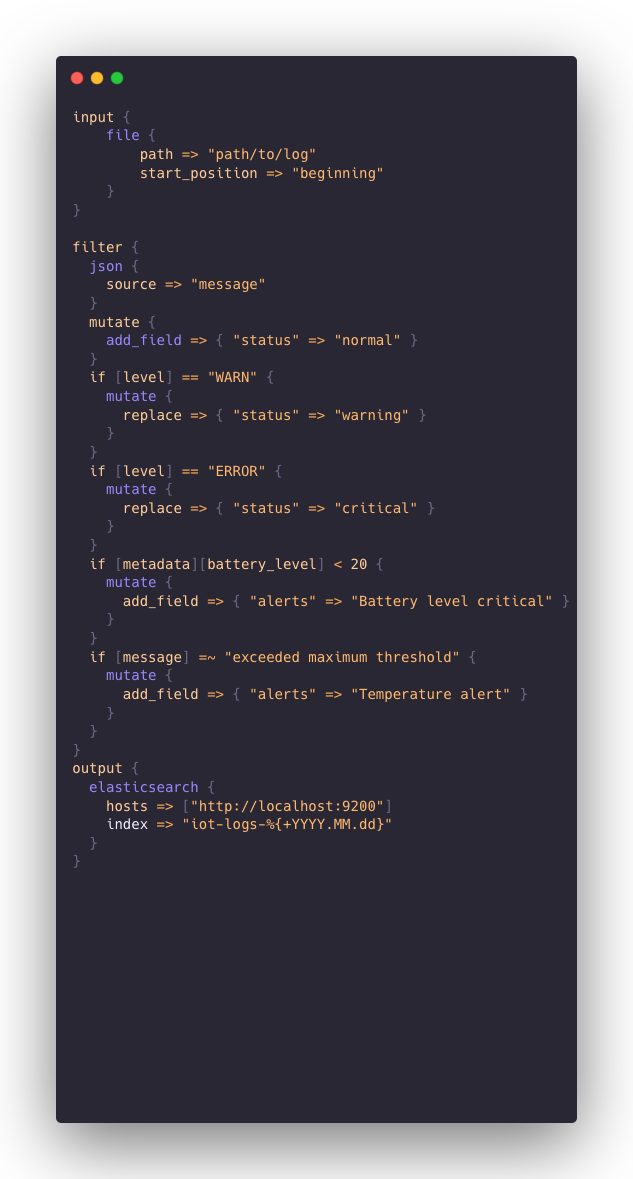 input {
    file {
        path => "path/to/log"
        start_position => "beginning"
    }
}

filter {
  json {
    source => "message"
  }
  mutate {
    add_field => { "status" => "normal" }
  }
  if [level] == "WARN" {
    mutate {
      replace => { "status" => "warning" }
    }
  }
  if [level] == "ERROR" {
    mutate {
      replace => { "status" => "critical" }
    }
  }
  if [metadata][battery_level] < 20 {
    mutate {
      add_field => { "alerts" => "Battery level critical" }
    }
  }
  if [message] =~ "exceeded maximum threshold" {
    mutate {
      add_field => { "alerts" => "Temperature alert" }
    }
  }
}
output {
  elasticsearch {
    hosts => ["http://localhost:9200"]
    index => "iot-logs-%{+YYYY.MM.dd}"
  }
}